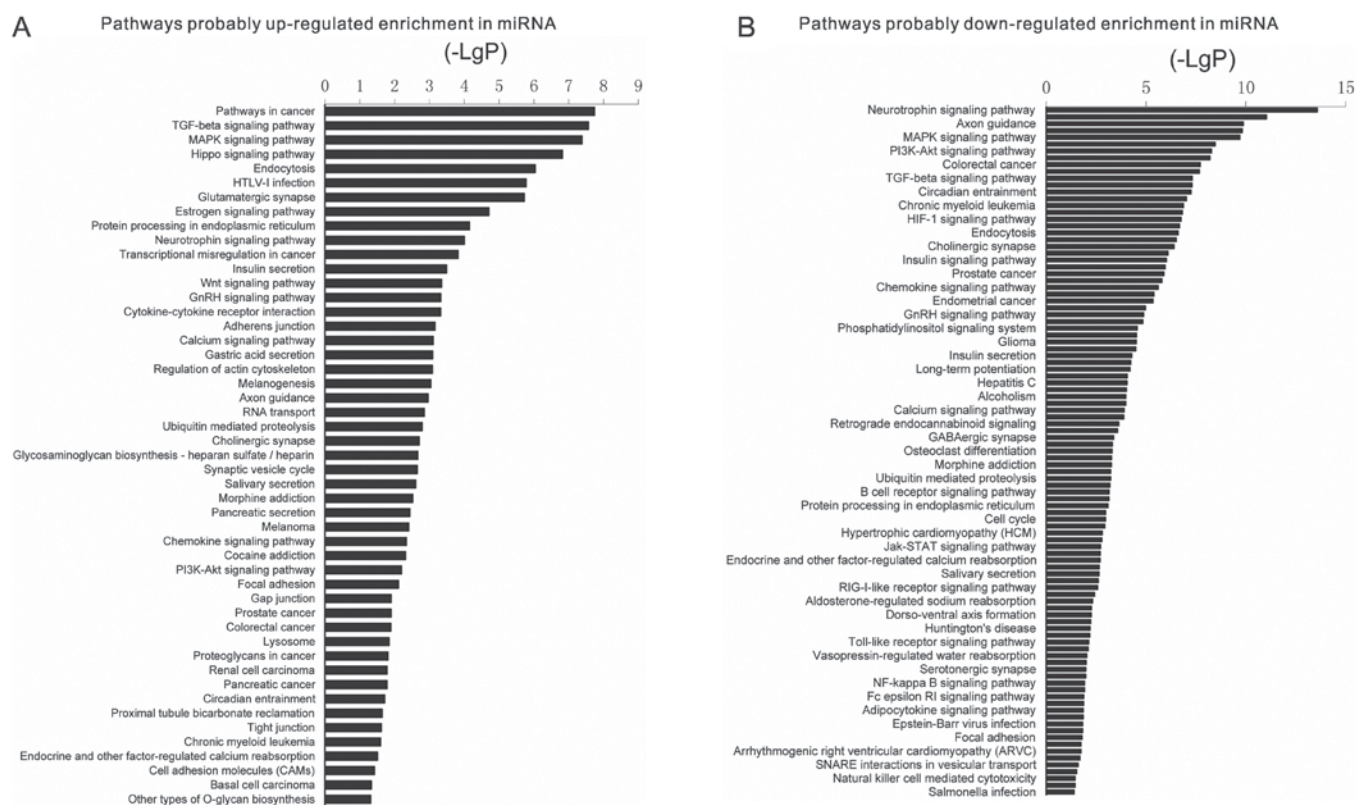 A
Pathways probably up-regulated enrichment in miRNA
(-LgP)
0 1 2 3 4 5 6 7 8 9
Pathways in cancer
TGF-beta signaling pathway
MAPK signaling pathway
Hippo signaling pathway
Endocytosis
HTLV-I infection
Glutamatergic synapse
Estrogen signaling pathway
Protein processing in endoplasmic reticulum
Neurotrophin signaling pathway
Transcriptional misregulation in cancer
Insulin secretion
Wnt signaling pathway
GnRH signaling pathway
Cytokine-cytokine receptor interaction
Adherens junction
Calcium signaling pathway
Gastric acid secretion
Regulation of actin cytoskeleton
Melanogenesis
Axon guidance
RNA transport
Ubiquitin mediated proteolysis
Cholinergic synapse
Glycosaminoglycan biosynthesis - heparan sulfate / heparin
Synaptic vesicle cycle
Salivary secretion
Morphine addiction
Pancreatic secretion
Melanoma
Chemokine signaling pathway
Cocaine addiction
PI3K-Akt signaling pathway
Focal adhesion
Gap junction
Prostate cancer
Colorectal cancer
Lysosome
Proteoglycans in cancer
Renal cell carcinoma
Pancreatic cancer
Circadian entrainment
Proximal tubule bicarbonate reclamation
Tight junction
Chronic myeloid leukemia
Endocrine and other factor-regulated calcium reabsorption
Cell adhesion molecules (CAMs)
Basal cell carcinoma
Other types of O-glycan biosynthesis
B
Pathways probably down-regulated enrichment in miRNA
(-LgP)
0 5 10 15
Neurotrophin signaling pathway
Axon guidance
MAPK signaling pathway
PI3K-Akt signaling pathway
Colorectal cancer
TGF-beta signaling pathway
Circadian entrainment
Chronic myeloid leukemia
HIF-1 signaling pathway
Endocytosis
Cholinergic synapse
Insulin signaling pathway
Prostate cancer
Chemokine signaling pathway
Endometrial cancer
GnRH signaling pathway
Phosphatidylinositol signaling system
Glioma
Insulin secretion
Long-term potentiation
Hepatitis C
Alcoholism
Calcium signaling pathway
Retrograde endocannabinoid signaling
GABAergic synapse
Osteoclast differentiation
Morphine addiction
Ubiquitin mediated proteolysis
B cell receptor signaling pathway
Protein processing in endoplasmic reticulum
Cell cycle
Hypertrophic cardiomyopathy (HCM)
Jak-STAT signaling pathway
Endocrine and other factor-regulated calcium reabsorption
Salivary secretion
RIG-I-like receptor signaling pathway
Aldosterone-regulated sodium reabsorption
Dorso-ventral axis formation
Huntington's disease
Toll-like receptor signaling pathway
Vasopressin-regulated water reabsorption
Serotonergic synapse
NF-kappa B signaling pathway
Fc epsilon RI signaling pathway
Adipocytokine signaling pathway
Epstein-Barr virus infection
Focal adhesion
Arrhythmogenic right ventricular cardiomyopathy (ARVC)
SNARE interactions in vesicular transport
Natural killer cell mediated cytotoxicity
Salmonella infection